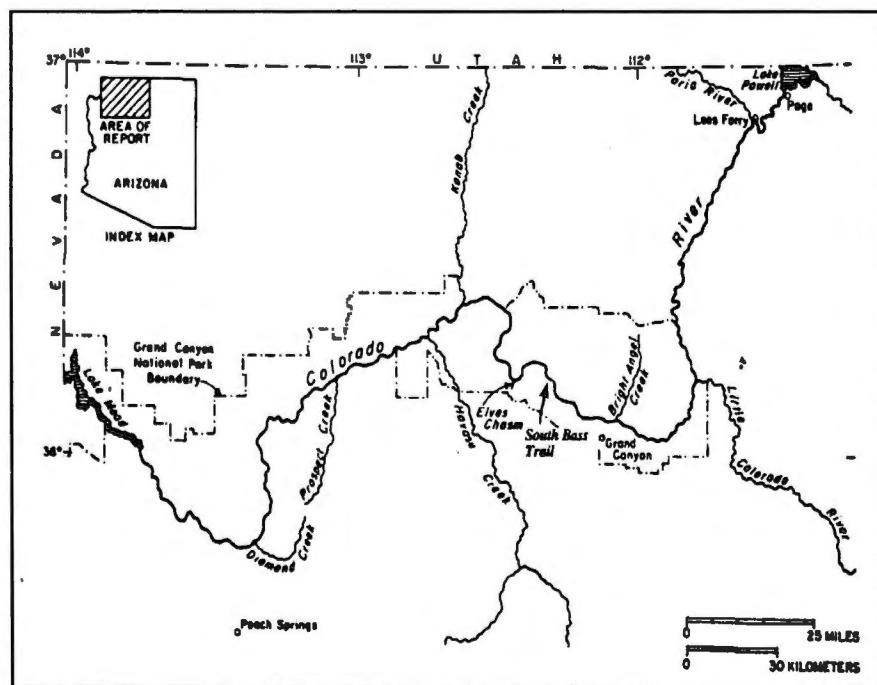 37° 114° 113° 112°
U T A H
N E V A D A
AREA OF
REPORT
ARIZONA
INDEX MAP
Kanab Creek
Paria River
Lake
Powell
Page
Lees Ferry
River
Grand Canyon
National Park
Boundary
Colorado
Lake Mead
36°
Prospect Creek
Diamond Creek
Havasu
Creek
Elves
Chasm
South Bass
Trail
Bright Angel
Creek
Grand
Canyon
Little
Colorado
River
Peach Springs
0 25 MILES
0 30 KILOMETERS